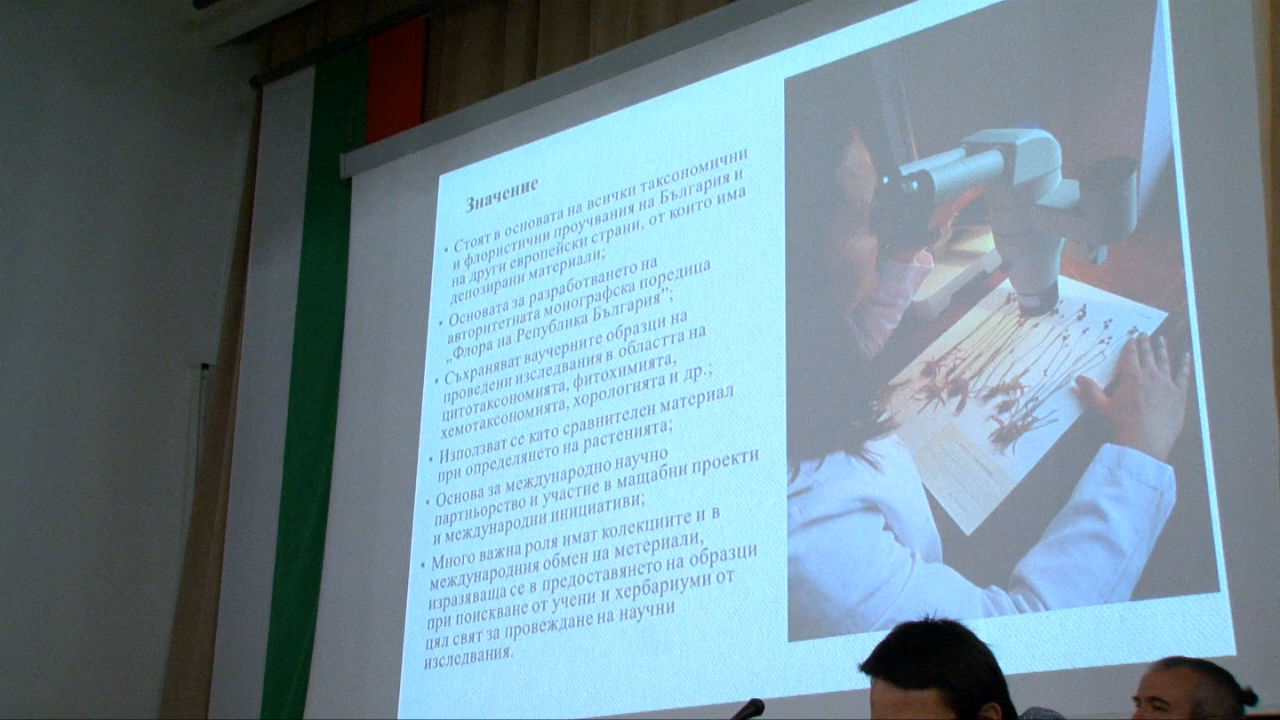 Значение
• Стоят в основата на всички таксономични
и флористични проучвания на България и
на други европейски страни, от които има
депозирани материали;
• Основата за разработването на
авторитетната монографска поредица
„Флора на Република България”;
• Съхраняват ваучерните образци на
проведени изследвания в областта на
цитотаксономията, фитохимията,
хемотаксономията, хорологията и др.;
• Използват се като сравнителен материал
при определянето на растенията;
• Основа за международно научно
партньорство и участие в мащабни проекти
и международни инициативи;
• Много важна роля имат колекциите и в
международния обмен на метериали,
изразяваща се в предоставянето на образци
при поискване от учени и хербариуми от
цял свят за провеждане на научни
изследвания.